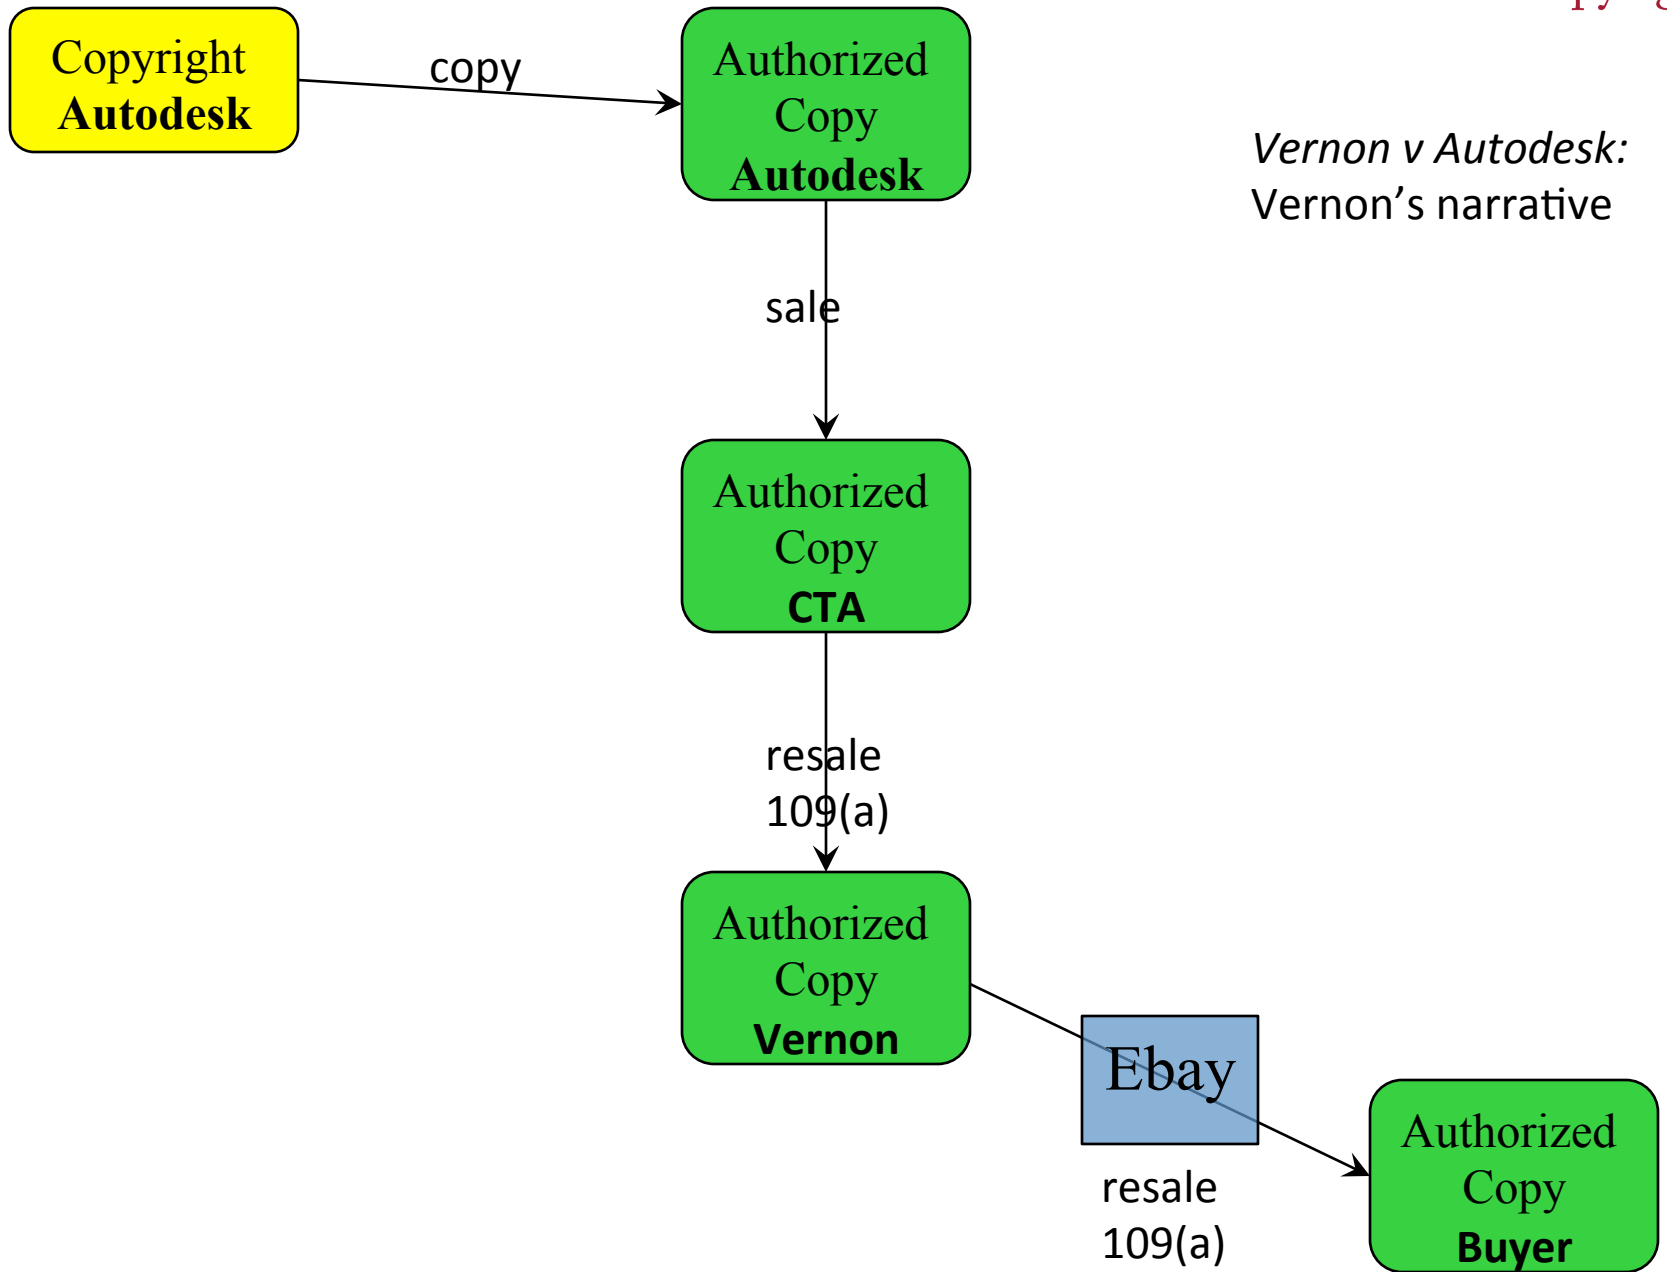 Copyright
Autodesk
copy
Authorized
Copy
Autodesk
Vernon v Autodesk:
Vernon's narrative
sale
Authorized
Copy
CTA
resale
109(a)
Authorized
Copy
Vernon
Ebay
resale
109(a)
Authorized
Copy
Buyer